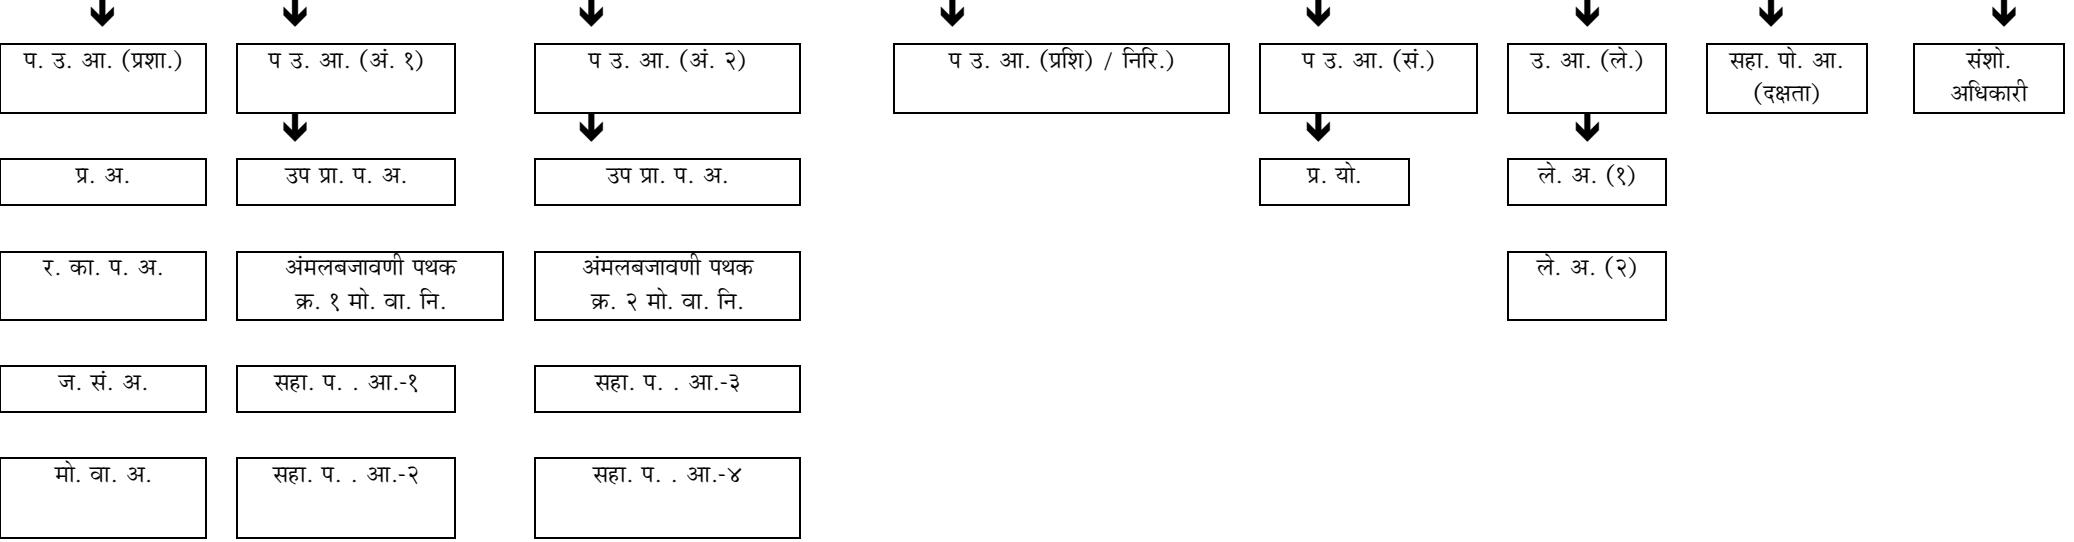 प. उ. आ. (प्रशा.)
प उ. आ. (अं. १)
प उ. आ. (अं. २)
प उ. आ. (प्रशि) / निरि.)
प उ. आ. (सं.)
उ. आ. (ले.)
सहा. पो. आ.
(दक्षता)
संशो.
अधिकारी
प्र. अ.
उप प्रा. प. अ.
उप प्रा. प. अ.
प्र. यो.
ले. अ. (१)
र. का. प. अ.
अंमलबजावणी पथक
क्र. १ मो. वा. नि.
अंमलबजावणी पथक
क्र. २ मो. वा. नि.
ले. अ. (२)
ज. सं. अ.
सहा. प. . आ.-१
सहा. प. . आ.-३
मो. वा. अ.
सहा. प. . आ.-२
सहा. प. . आ.-४